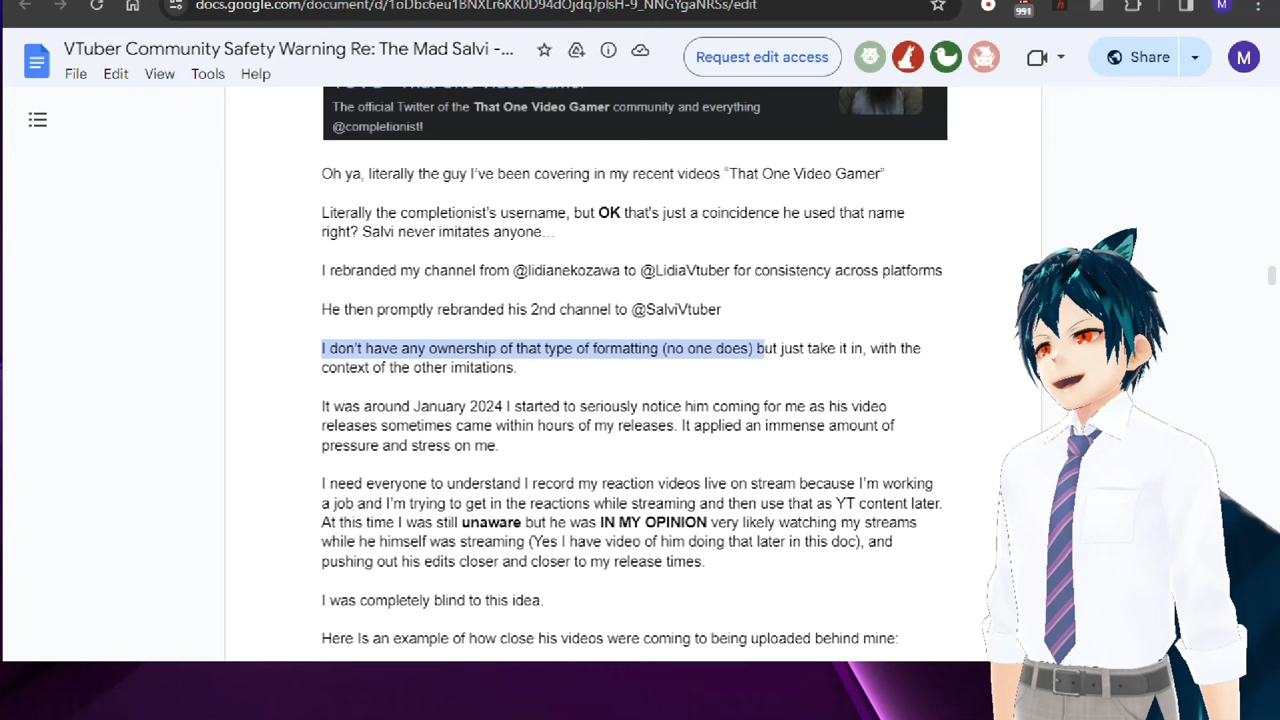 docs.google.com/document/d/
/edit
991
M
VTuber Community Safety Warning Re: The Mad Salvi -...
Request edit access
Share
M
File Edit View Tools Help
The official Twitter of the That One Video Gamer community and everything
@completionist!
Oh ya, literally the guy I've been covering in my recent videos “That One Video Gamer”
Literally the completionist's username, but OK that's just a coincidence he used that name
right? Salvi never imitates anyone…
I rebranded my channel from @lidianekozawa to @LidiaVtuber for consistency across platforms
He then promptly rebranded his 2nd channel to @SalviVtuber
I don't have any ownership of that type of formatting (no one does) but just take it in, with the
context of the other imitations.
It was around January 2024 I started to seriously notice him coming for me as his video
releases sometimes came within hours of my releases. It applied an immense amount of
pressure and stress on me.
I need everyone to understand I record my reaction videos live on stream because I'm working
a job and I'm trying to get in the reactions while streaming and then use that as YT content later.
At this time I was still unaware but he was IN MY OPINION very likely watching my streams
while he himself was streaming (Yes I have video of him doing that later in this doc), and
pushing out his edits closer and closer to my release times.
I was completely blind to this idea.
Here Is an example of how close his videos were coming to being uploaded behind mine: